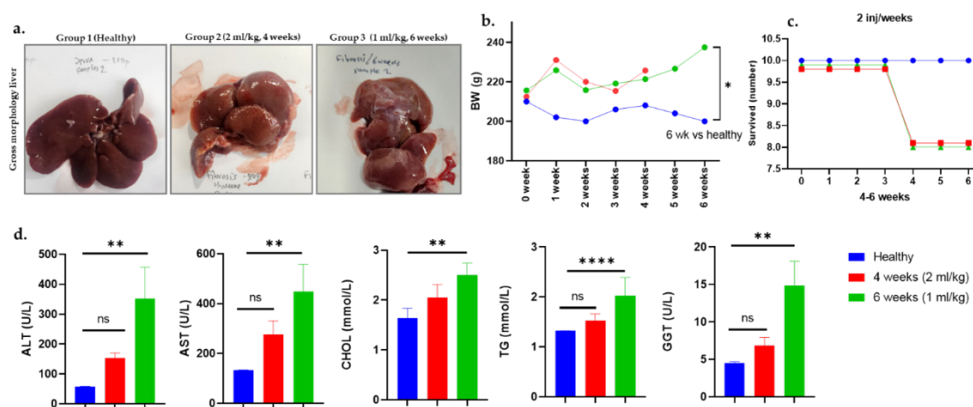 a.
Group 1 (Healthy)
Group 2 (2 ml/kg, 4 weeks)
Group 3 (1 ml/kg, 6 weeks)
Gross morphology liver
Fibrosis/6weeks
sample 2
b.
BW (g)
240
220
200
180
0 week
1 week
2 weeks
3 weeks
4 weeks
5 weeks
6 weeks
*
6 wk vs healthy
c.
2 inj/weeks
Survived (number)
10.0
9.5
9.0
8.5
8.0
7.5
0 1 2 3 4 5 6
4-6 weeks
d.
ALT (U/L)
500
400
300
200
100
0
**
ns
AST (U/L)
600
400
200
0
**
ns
CHOL (mmol/L)
3
2
1
0
**
TG (mmol/L)
3
2
1
0
****
ns
GGT (U/L)
20
15
10
5
0
**
ns
Healthy
4 weeks (2 ml/kg)
6 weeks (1 ml/kg)